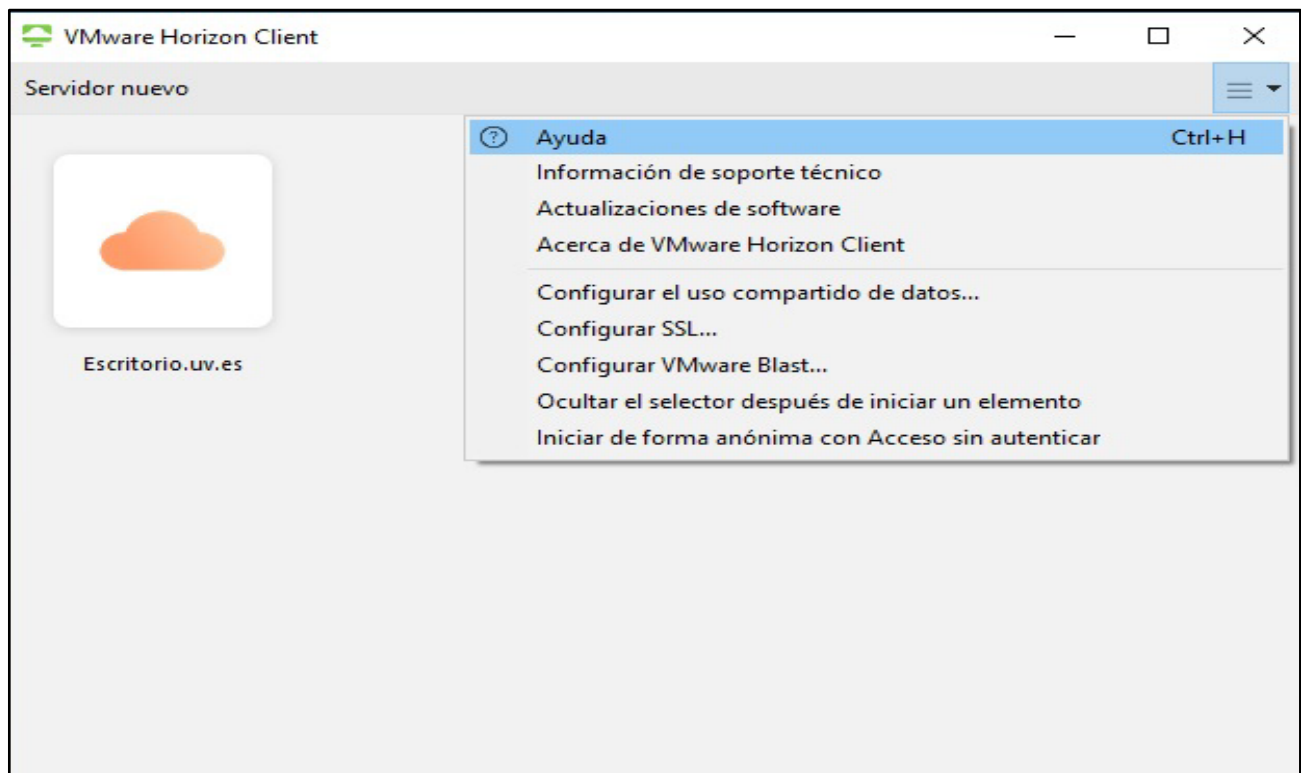 VMware Horizon Client
Servidor nuevo
Ayuda Ctrl+H
Información de soporte técnico
Actualizaciones de software
Acerca de VMware Horizon Client
Configurar el uso compartido de datos...
Configurar SSL...
Configurar VMware Blast...
Ocultar el selector después de iniciar un elemento
Iniciar de forma anónima con Acceso sin autenticar
Escritorio.uv.es